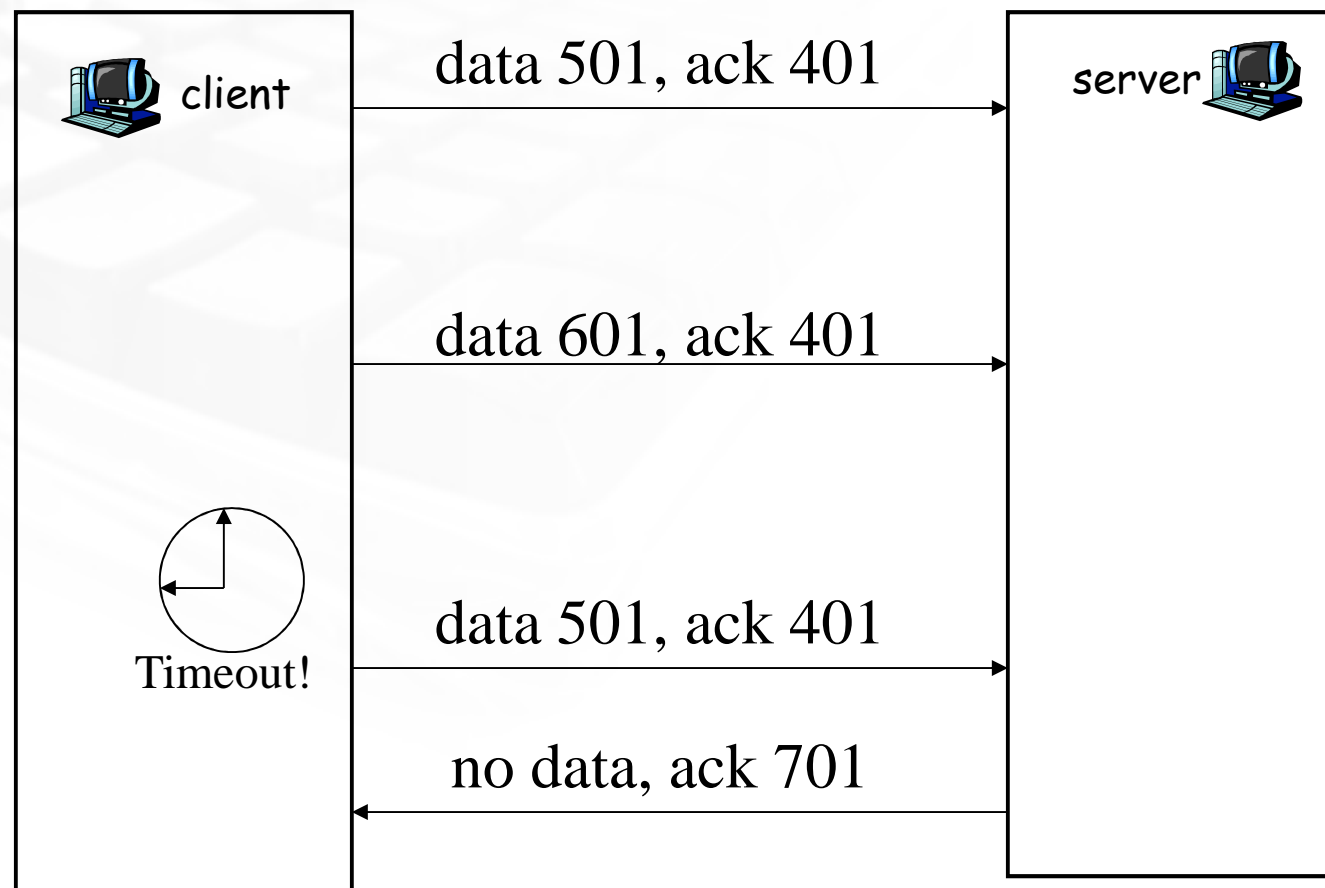 client
data 501, ack 401
server
data 601, ack 401
Timeout!
data 501, ack 401
no data, ack 701